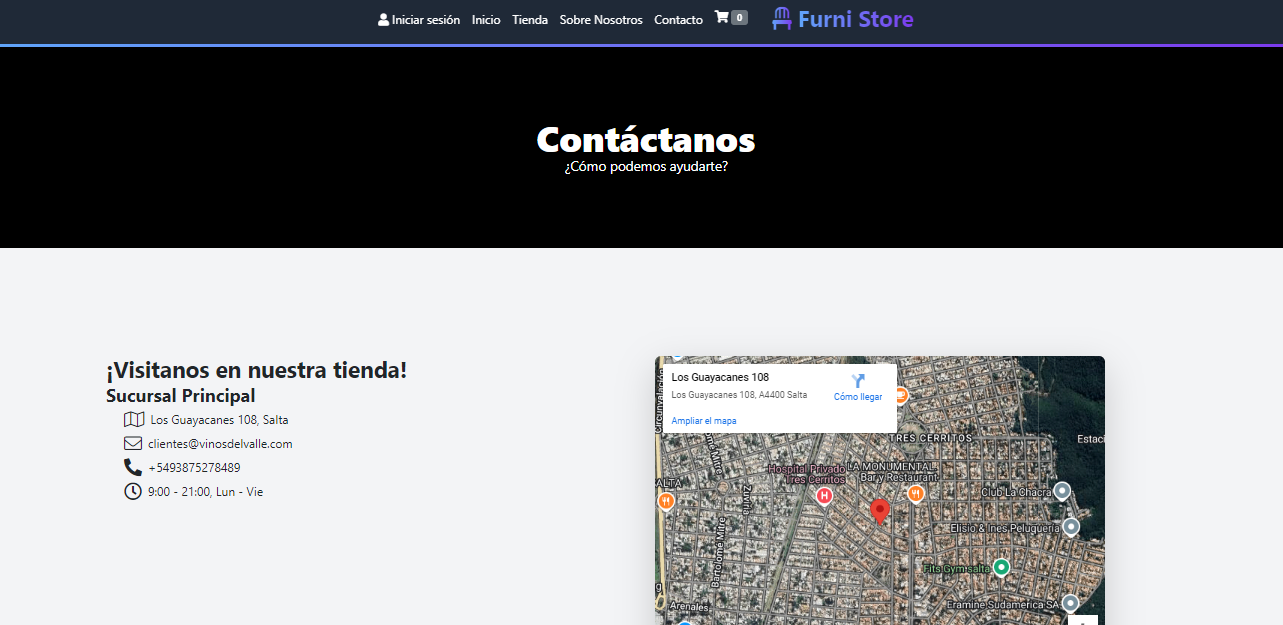 Iniciar sesión Inicio Tienda Sobre Nosotros Contacto 0 Furni Store
Contáctanos
¿Cómo podemos ayudarte?
¡Visitanos en nuestra tienda!
Sucursal Principal
Los Guayacanes 108, Salta
clientes@vinosdelvalle.com
+5493875278489
9:00 - 21:00, Lun - Vie
Los Guayacanes 108
Los Guayacanes 108, A4400 Salta
Cómo llegar
Ampliar el mapa
TRES CERRITOS
Estaci
Hospital Privado
Tres Cerritos
H
LA MONUMENTAL.
Bar y Restaurant
ALTA
Club La Chacra
Zuviría
Elisio & Ines Peluquería
Bartolomé Mitre
Fits Gym salta
Eramine Sudamerica SA
Arenales